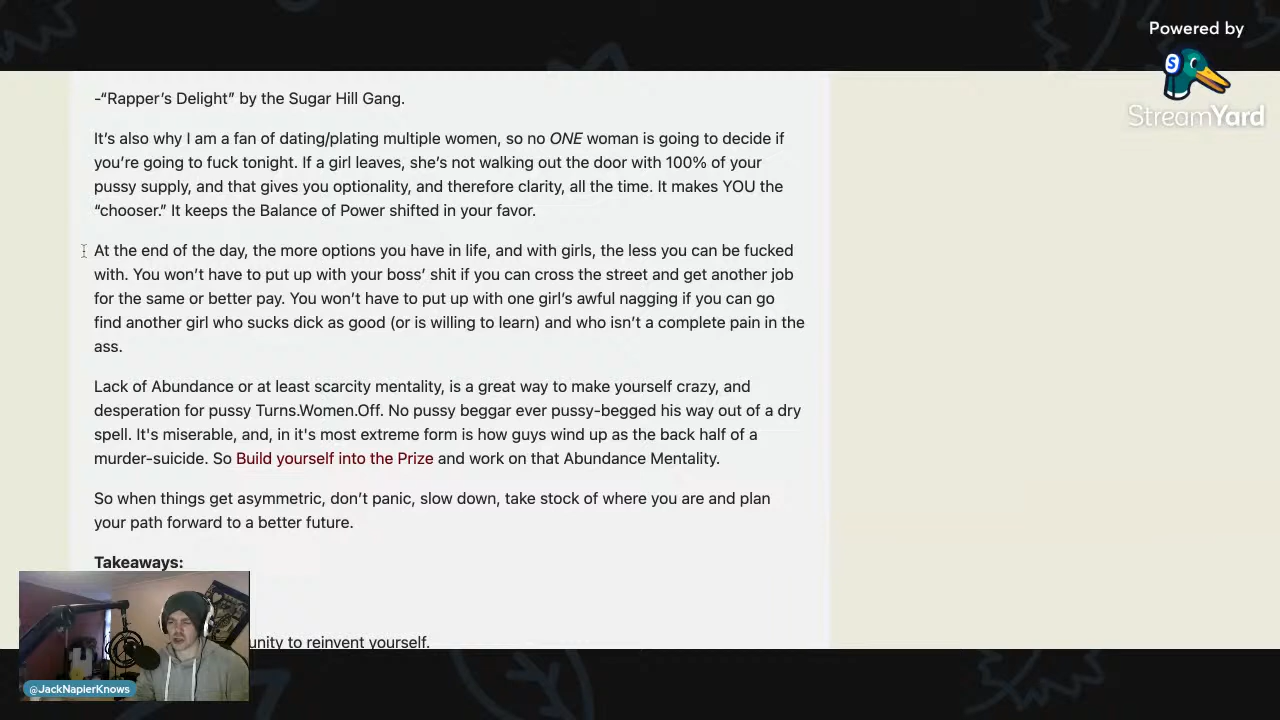 Powered by
StreamYard
-“Rapper’s Delight” by the Sugar Hill Gang.
It’s also why I am a fan of dating/plating multiple women, so no ONE woman is going to decide if
you’re going to fuck tonight. If a girl leaves, she’s not walking out the door with 100% of your
pussy supply, and that gives you optionality, and therefore clarity, all the time. It makes YOU the
“chooser.” It keeps the Balance of Power shifted in your favor.
At the end of the day, the more options you have in life, and with girls, the less you can be fucked
with. You won’t have to put up with your boss’ shit if you can cross the street and get another job
for the same or better pay. You won’t have to put up with one girl’s awful nagging if you can go
find another girl who sucks dick as good (or is willing to learn) and who isn’t a complete pain in the
ass.
Lack of Abundance or at least scarcity mentality, is a great way to make yourself crazy, and
desperation for pussy Turns.Women.Off. No pussy beggar ever pussy-begged his way out of a dry
spell. It's miserable, and, in it's most extreme form is how guys wind up as the back half of a
murder-suicide. So Build yourself into the Prize and work on that Abundance Mentality.
So when things get asymmetric, don’t panic, slow down, take stock of where you are and plan
your path forward to a better future.
Takeaways:
unity to reinvent yourself.
@JackNapierKnows